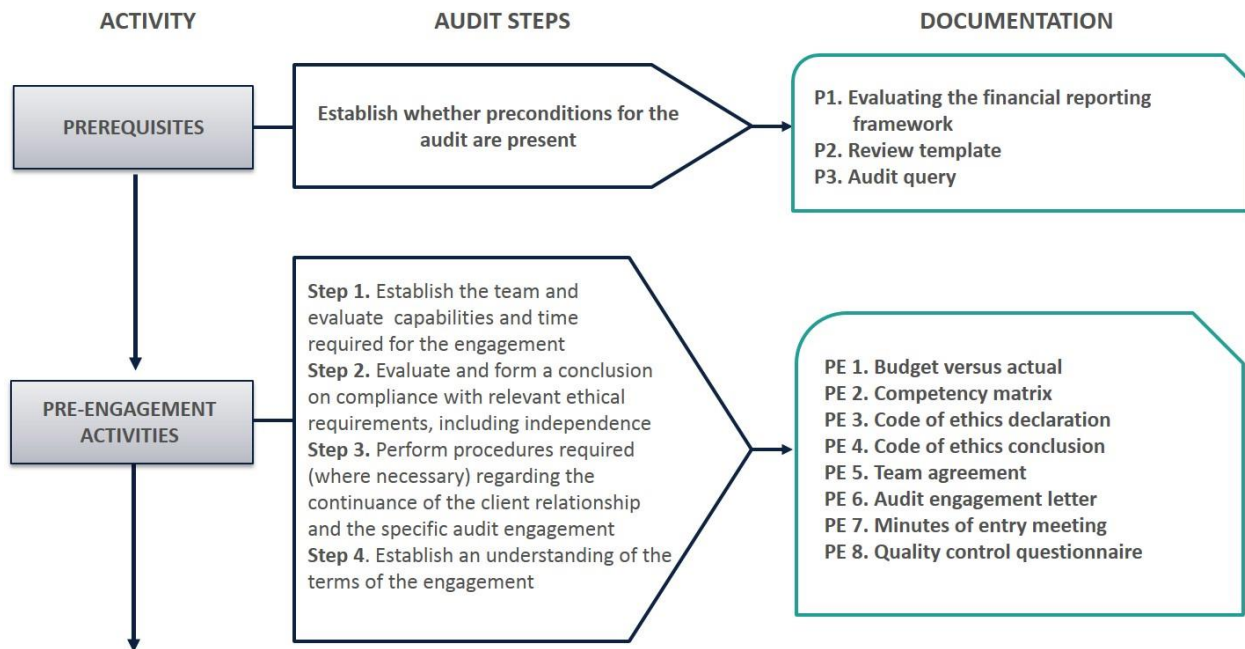 ACTIVITY
AUDIT STEPS
DOCUMENTATION
PREREQUISITES
Establish whether preconditions for the
audit are present
P1. Evaluating the financial reporting
framework
P2. Review template
P3. Audit query
PRE-ENGAGEMENT
ACTIVITIES
Step 1. Establish the team and
evaluate capabilities and time
required for the engagement
Step 2. Evaluate and form a conclusion
on compliance with relevant ethical
requirements, including independence
Step 3. Perform procedures required
(where necessary) regarding the
continuance of the client relationship
and the specific audit engagement
Step 4. Establish an understanding of the
terms of the engagement
PE 1. Budget versus actual
PE 2. Competency matrix
PE 3. Code of ethics declaration
PE 4. Code of ethics conclusion
PE 5. Team agreement
PE 6. Audit engagement letter
PE 7. Minutes of entry meeting
PE 8. Quality control questionnaire